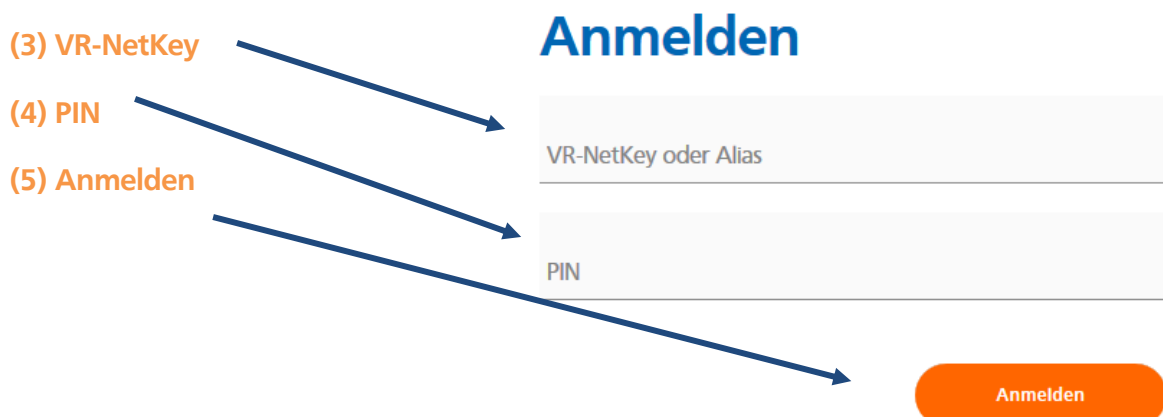 Anmelden
(3) VR-NetKey
(4) PIN
(5) Anmelden
VR-NetKey oder Alias
PIN
Anmelden